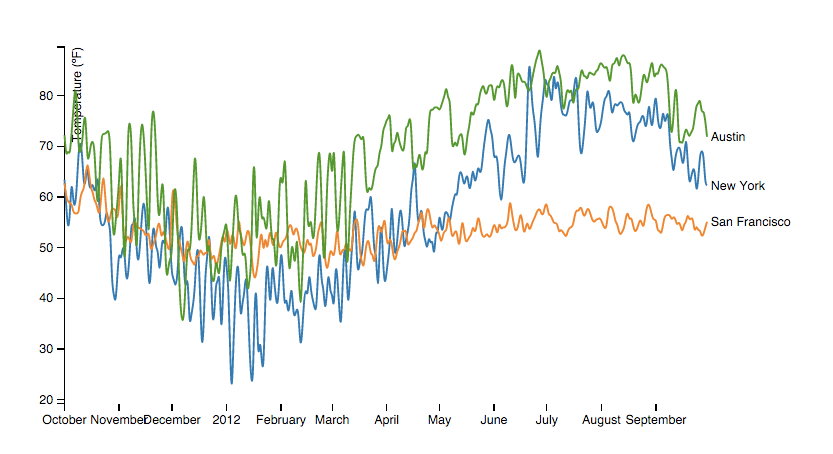 Temperature (ºF)
80
70
60
50
40
30
20
Austin
New York
San Francisco
October November December 2012 February March April May June July August September